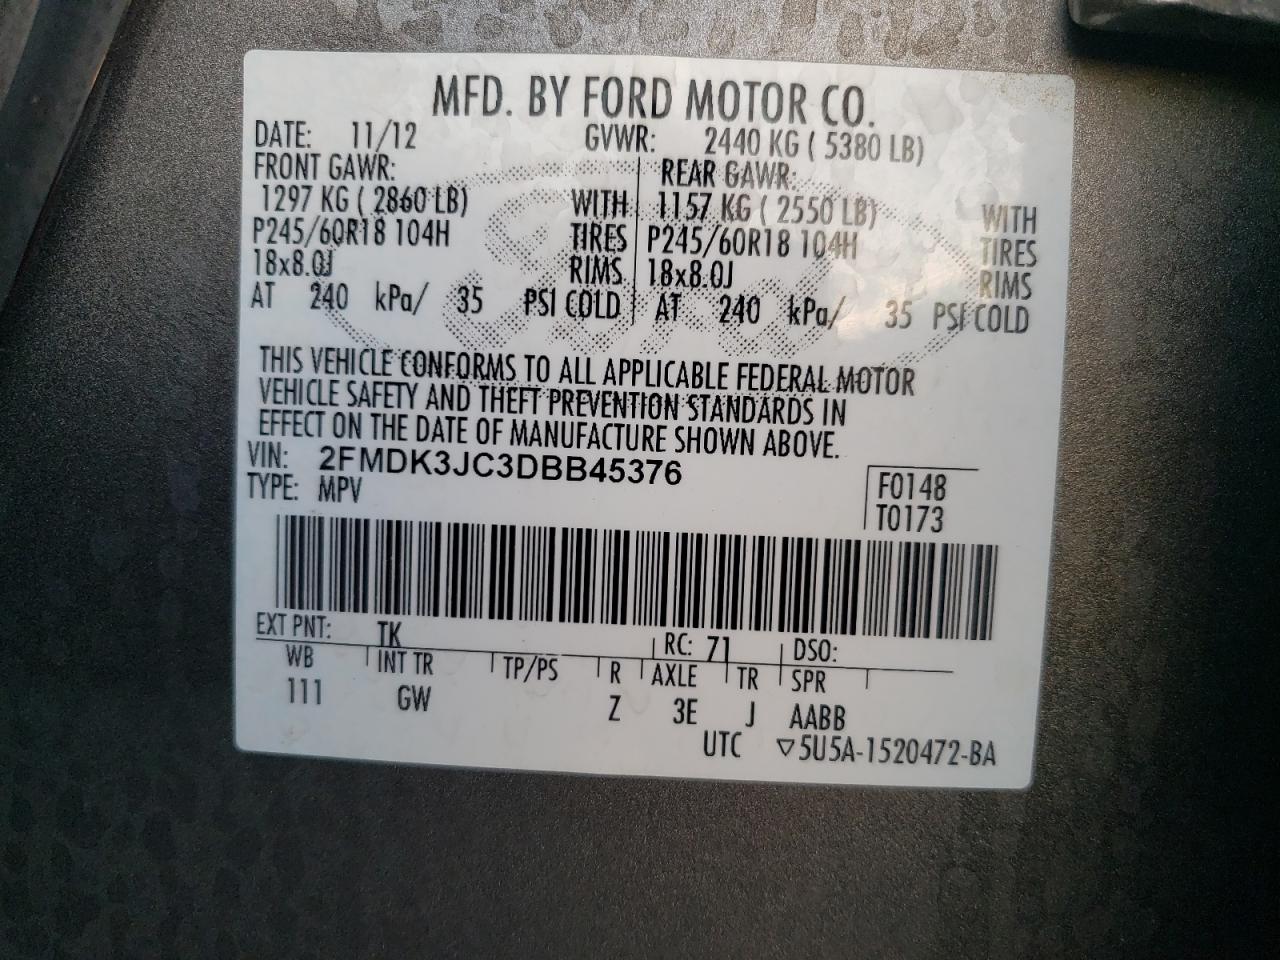 MFD. BY FORD MOTOR CO.
DATE: 11/12 GVWR: 2440 KG ( 5380 LB)
FRONT GAWR: REAR GAWR:
1297 KG ( 2860 LB) WITH 1157 KG ( 2550 LB) WITH
P245/60R18 104H TIRES P245/60R18 104H TIRES
18x8.0J RIMS 18x8.0J RIMS
AT 240 kPa/ 35 PSI COLD AT 240 kPa/ 35 PSI COLD
Ford
THIS VEHICLE CONFORMS TO ALL APPLICABLE FEDERAL MOTOR
VEHICLE SAFETY AND THEFT PREVENTION STANDARDS IN
EFFECT ON THE DATE OF MANUFACTURE SHOWN ABOVE.
VIN: 2FMDK3JC3DBB45376
TYPE: MPV F0148
T0173
EXT PNT: TK RC: 71 DSO:
WB INT TR TP/PS R AXLE TR SPR
111 GW Z 3E J AABB
UTC ▽5U5A-1520472-BA